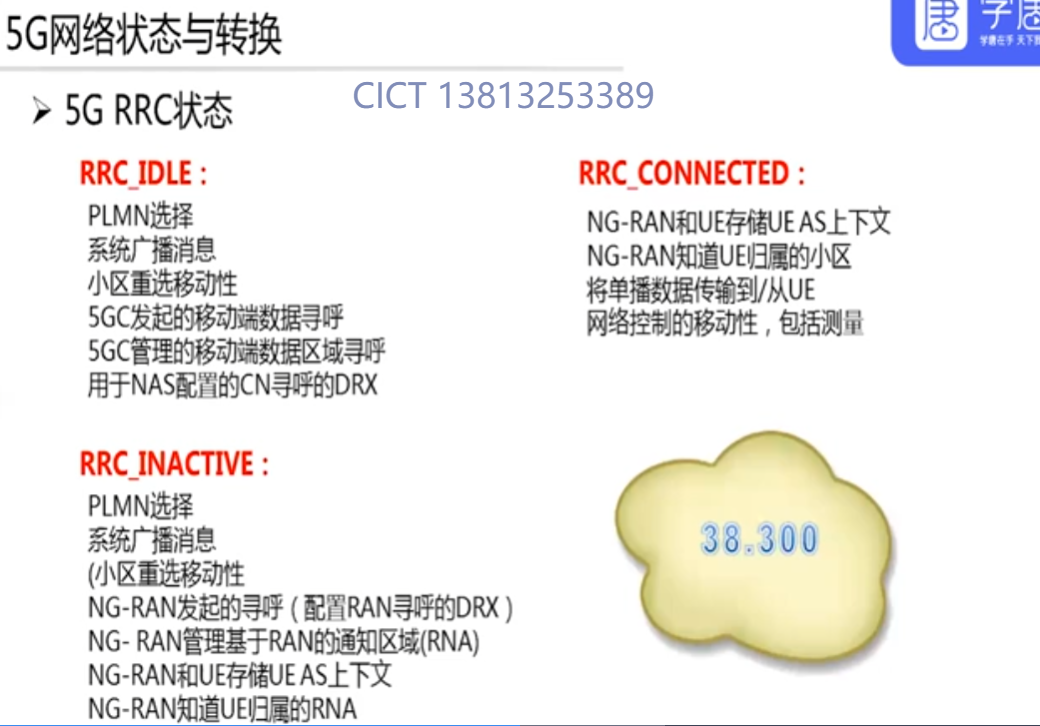 5G网络状态与转换
学唐
学唐在手 天下我
CICT 13813253389
➢ 5G RRC状态
RRC_IDLE：
PLMN选择
系统广播消息
小区重选移动性
5GC发起的移动端数据寻呼
5GC管理的移动端数据区域寻呼
用于NAS配置的CN寻呼的DRX
RRC_CONNECTED：
NG-RAN和UE存储UE AS上下文
NG-RAN知道UE归属的小区
将单播数据传输到/从UE
网络控制的移动性，包括测量
RRC_INACTIVE：
PLMN选择
系统广播消息
(小区重选移动性
NG-RAN发起的寻呼（配置RAN寻呼的DRX）
NG- RAN管理基于RAN的通知区域(RNA)
NG-RAN和UE存储UE AS上下文
NG-RAN知道UE归属的RNA
38.300